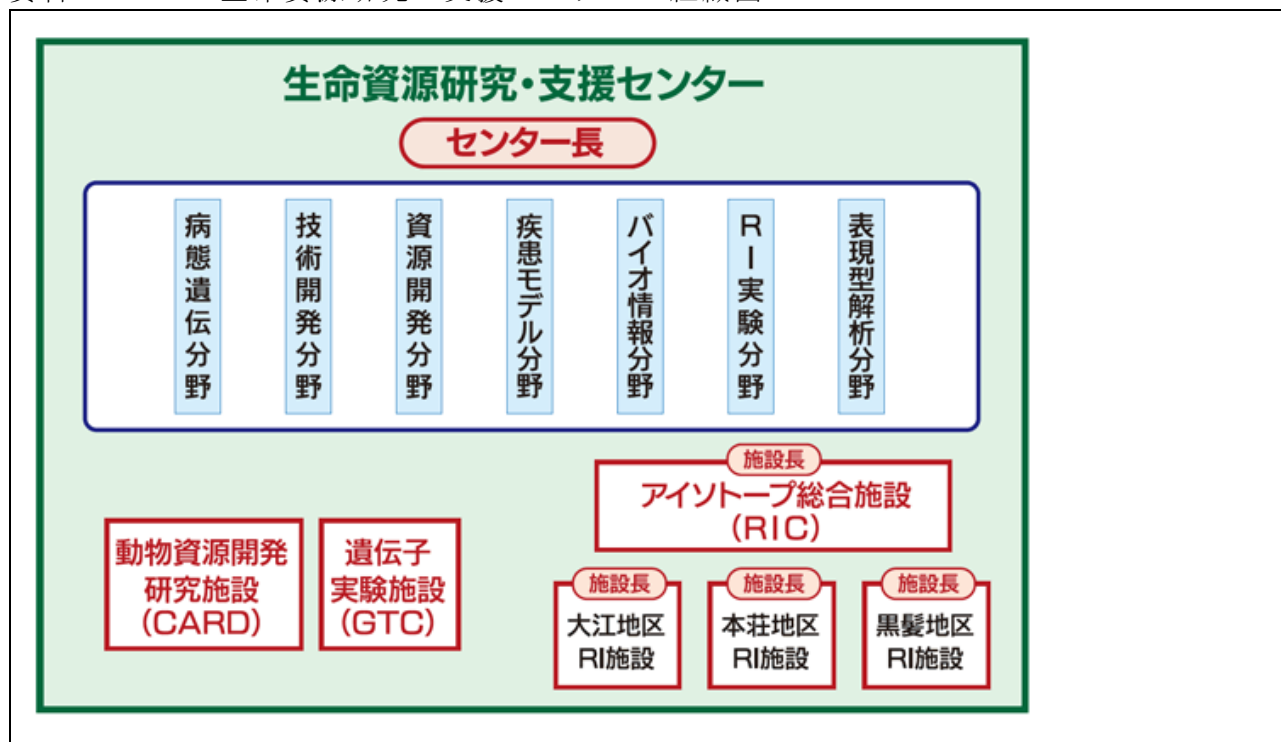 生命資源研究・支援センター
センター長
病態遺伝分野
技術開発分野
資源開発分野
疾患モデル分野
バイオ情報分野
RI実験分野
表現型解析分野
施設長
アイソトープ総合施設
(RIC)
動物資源開発
研究施設
(CARD)
遺伝子
実験施設
(GTC)
施設長
大江地区
RI施設
施設長
本荘地区
RI施設
施設長
黒髪地区
RI施設